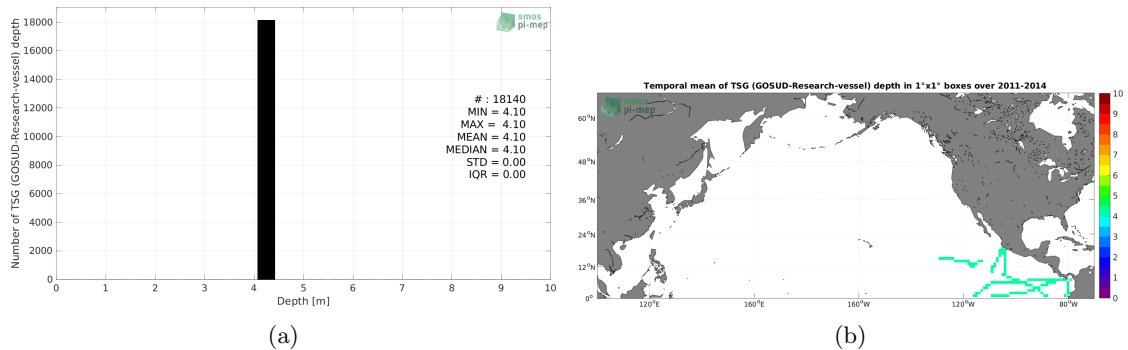 smos
pi-mep
18000
16000
14000
12000
10000
8000
6000
4000
2000
0
Number of TSG (GOSUD-Research-vessel) depth
# : 18140
MIN = 4.10
MAX = 4.10
MEAN = 4.10
MEDIAN = 4.10
STD = 0.00
IQR = 0.00
0 1 2 3 4 5 6 7 8 9 10
Depth [m]
(a)
Temporal mean of TSG (GOSUD-Research-vessel) depth in 1°x1° boxes over 2011-2014
smos
pi-mep
60°N
48°N
36°N
24°N
12°N
0°
120°E 160°E 160°W 120°W 80°W
10
9
8
7
6
5
4
3
2
1
0
(b)